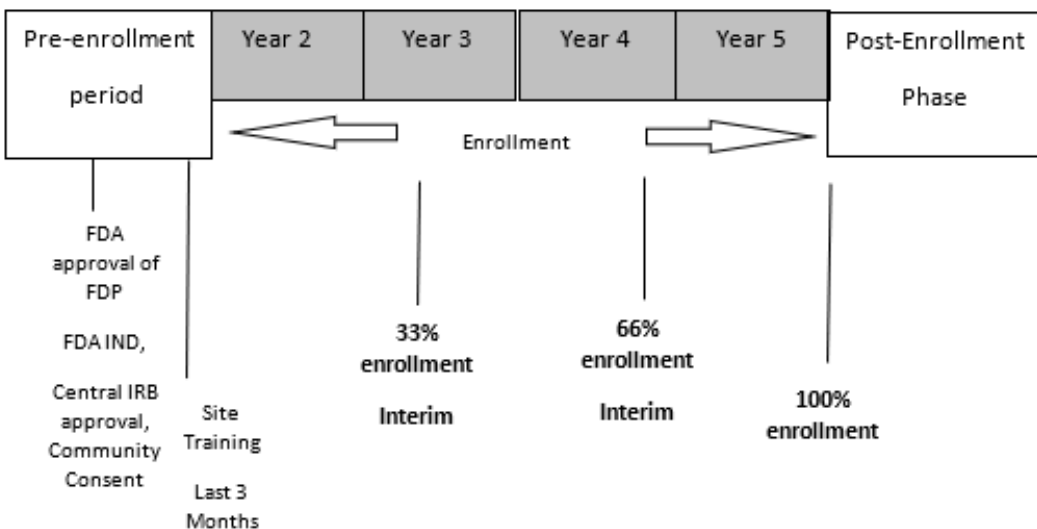 Pre-enrollment
period
Year 2
Year 3
Year 4
Year 5
Post-Enrollment
Phase
Enrollment
FDA
approval of
FDP
FDA IND,
Central IRB
approval,
Community
Consent
Site
Training
Last 3
Months
33%
enrollment
Interim
66%
enrollment
Interim
100%
enrollment